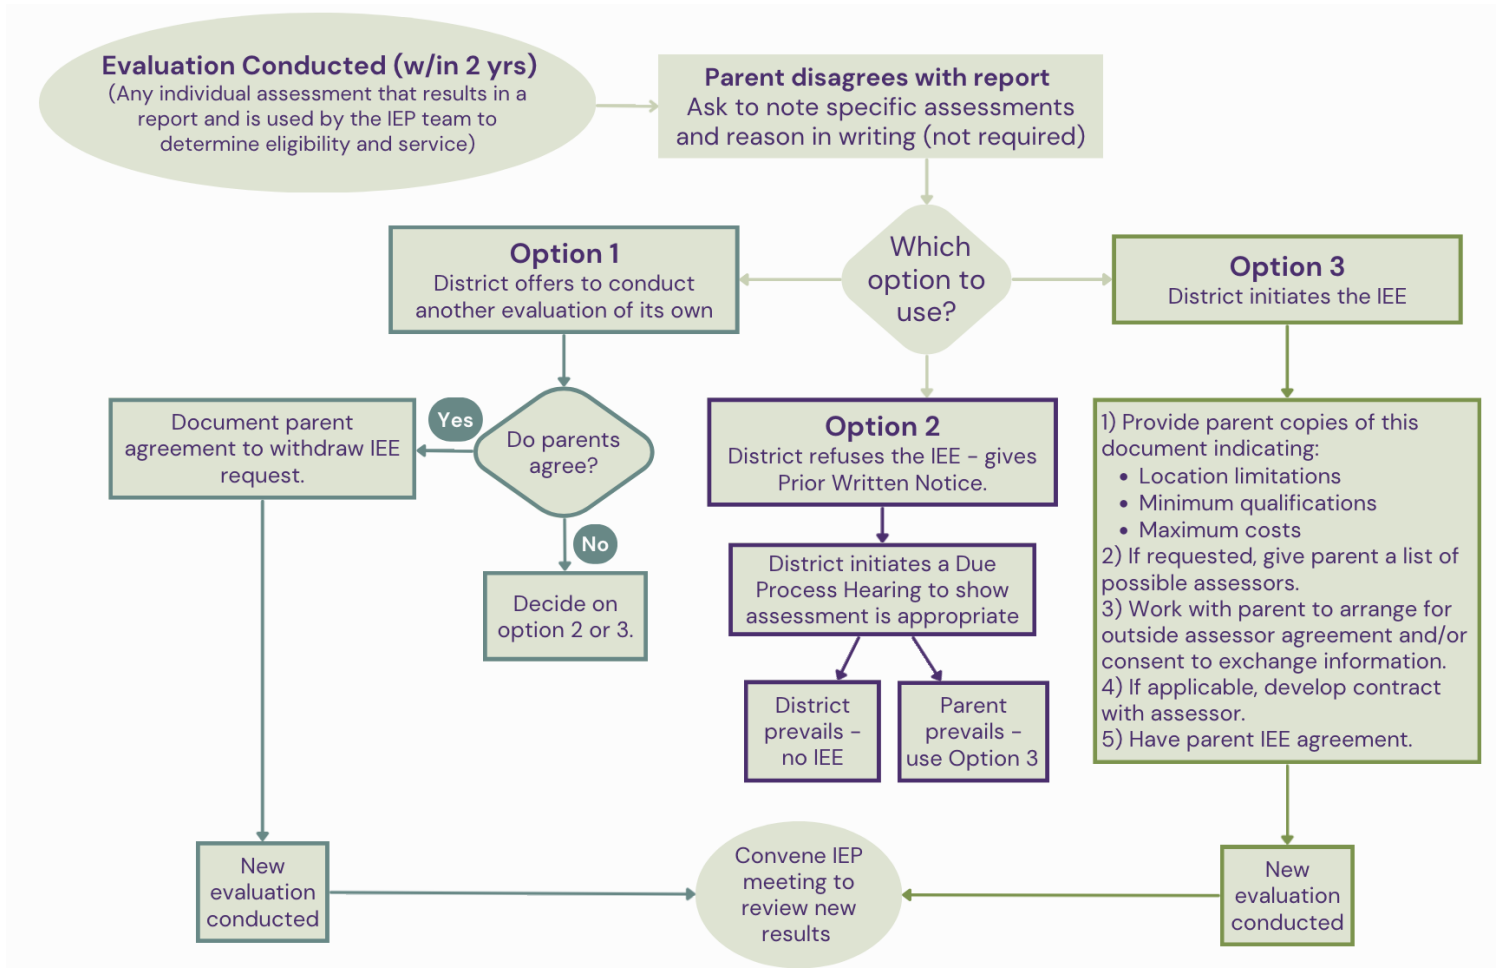 Evaluation Conducted (w/in 2 yrs)
(Any individual assessment that results in a
report and is used by the IEP team to
determine eligibility and service)
Parent disagrees with report
Ask to note specific assessments
and reason in writing (not required)
Which
option to
use?
Option 1
District offers to conduct
another evaluation of its own
Do parents
agree?
Yes
Document parent
agreement to withdraw IEE
request.
No
Decide on
option 2 or 3.
Option 2
District refuses the IEE - gives
Prior Written Notice.
District initiates a Due
Process Hearing to show
assessment is appropriate
District
prevails -
no IEE
Parent
prevails -
use Option 3
Option 3
District initiates the IEE
1) Provide parent copies of this
document indicating:
• Location limitations
• Minimum qualifications
• Maximum costs
2) If requested, give parent a list of
possible assessors.
3) Work with parent to arrange for
outside assessor agreement and/or
consent to exchange information.
4) If applicable, develop contract
with assessor.
5) Have parent IEE agreement.
New
evaluation
conducted
Convene IEP
meeting to
review new
results
New
evaluation
conducted